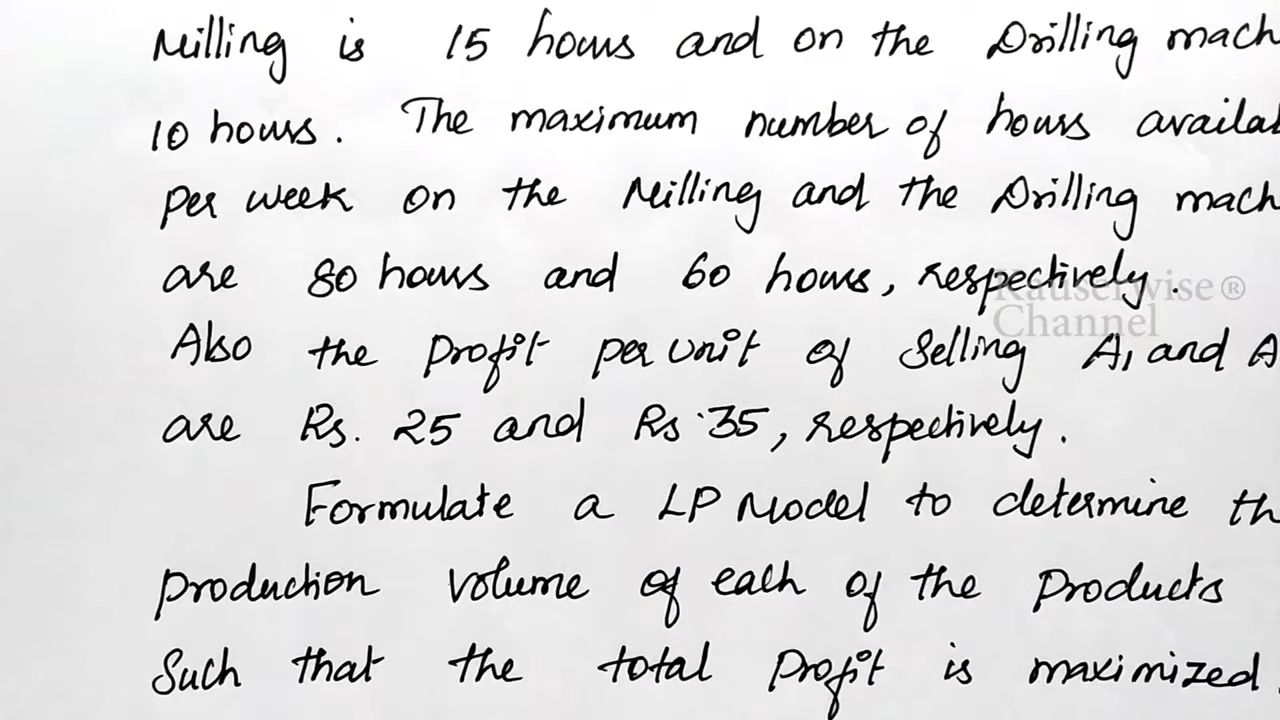 Milling is 15 hours and on the Drilling mach
10 hours. The maximum number of hours availab
per week on the Milling and the Drilling mach
are 80 hours and 60 hours, respectively.
Kauserwise®
Channel
Also the Profit per unit of Selling A1 and A
are Rs. 25 and Rs. 35, respectively.
Formulate a LP Model to determine th
production volume of each of the products
Such that the total Profit is maximized.